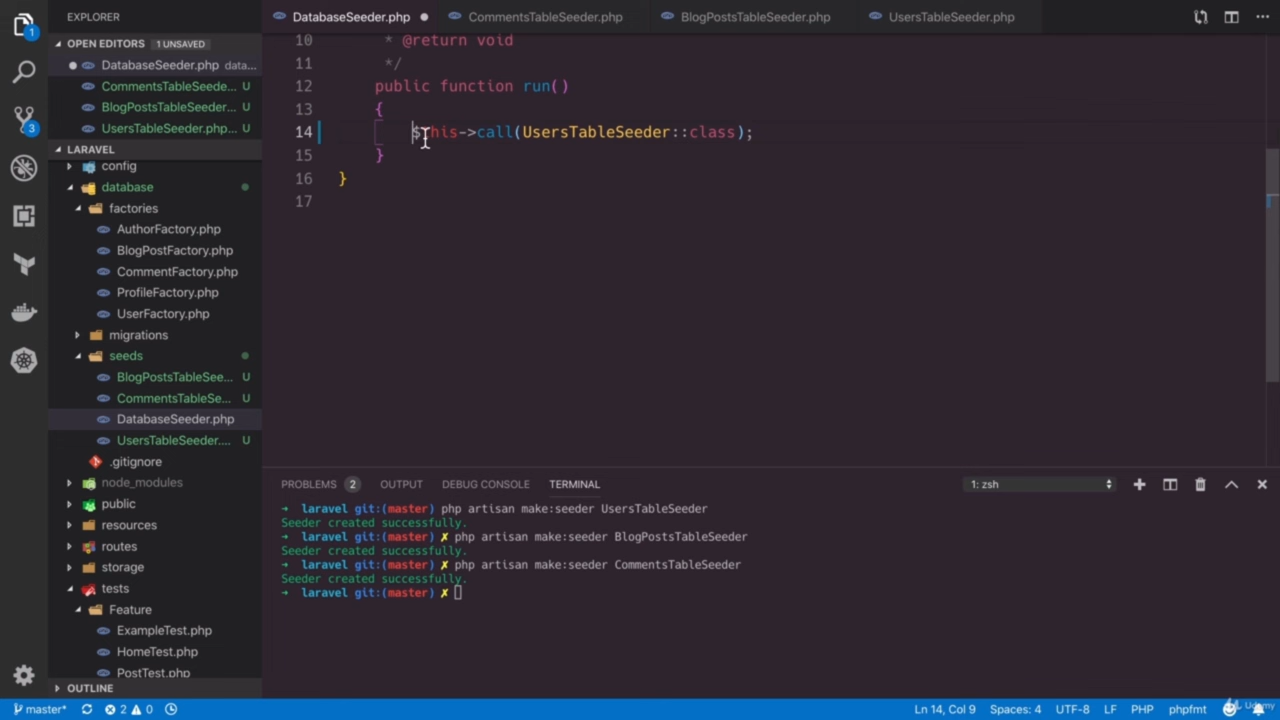 EXPLORER
DatabaseSeeder.php
CommentsTableSeeder.php
BlogPostsTableSeeder.php
UsersTableSeeder.php
OPEN EDITORS 1 UNSAVED
DatabaseSeeder.php data...
CommentsTableSeede... U
BlogPostsTableSeeder... U
UsersTableSeeder.php... U
LARAVEL
config
database
factories
AuthorFactory.php
BlogPostFactory.php
CommentFactory.php
ProfileFactory.php
UserFactory.php
migrations
seeds
BlogPostsTableSee... U
CommentsTableSe... U
DatabaseSeeder.php
UsersTableSeeder.... U
.gitignore
node_modules
public
resources
routes
storage
tests
Feature
ExampleTest.php
HomeTest.php
PostTest.php
OUTLINE
10 * @return void
11 */
12 public function run()
13 {
14 $this->call(UsersTableSeeder::class);
15 }
16 }
17
PROBLEMS 2 OUTPUT DEBUG CONSOLE TERMINAL 1: zsh
➜ laravel git:(master) php artisan make:seeder UsersTableSeeder
Seeder created successfully.
➜ laravel git:(master) ✗ php artisan make:seeder BlogPostsTableSeeder
Seeder created successfully.
➜ laravel git:(master) ✗ php artisan make:seeder CommentsTableSeeder
Seeder created successfully.
➜ laravel git:(master) ✗
1
3
master* 2 0 Ln 14, Col 9 Spaces: 4 UTF-8 LF PHP phpfmt
Udemy